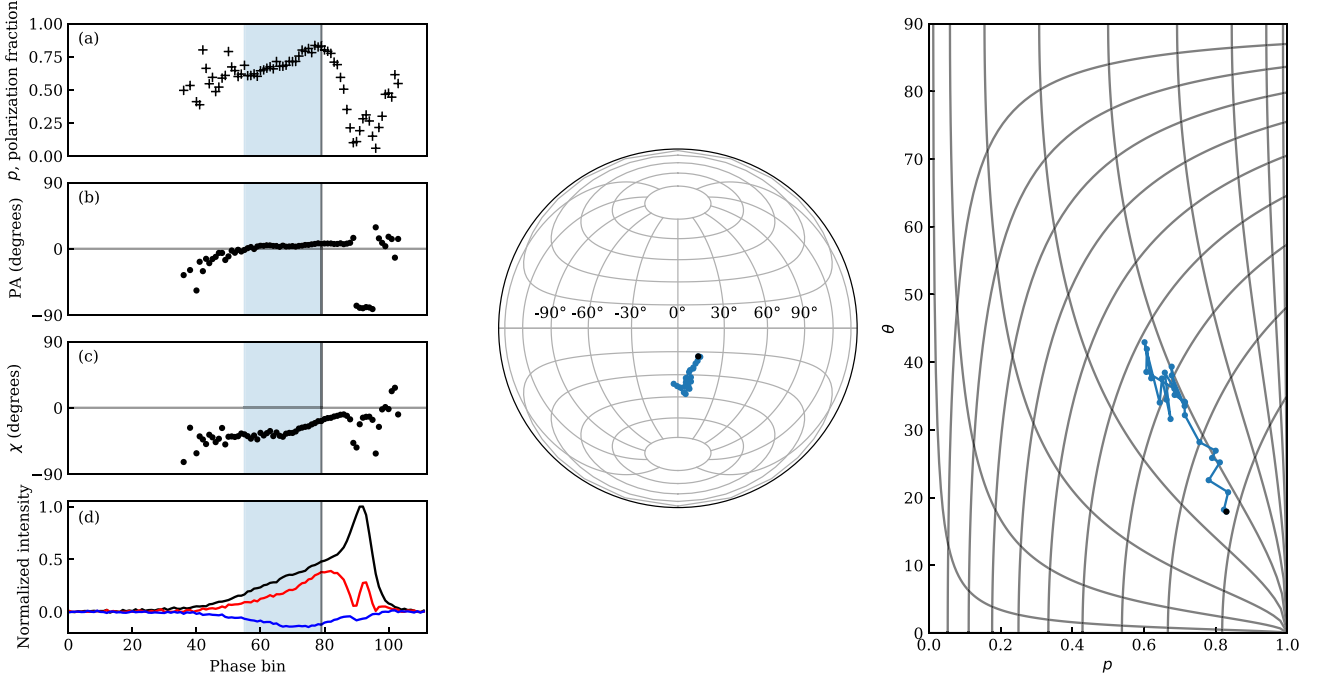 p, polarization fraction
1.00
0.75
0.50
0.25
0.00
(a)
PA (degrees)
90
0
−90
(b)
χ (degrees)
90
0
−90
(c)
Normalized intensity
1.0
0.5
0.0
(d)
0 20 40 60 80 100
Phase bin
-90° -60° -30° 0° 30° 60° 90°
θ
90
80
70
60
50
40
30
20
10
0
0.0 0.2 0.4 0.6 0.8 1.0
p